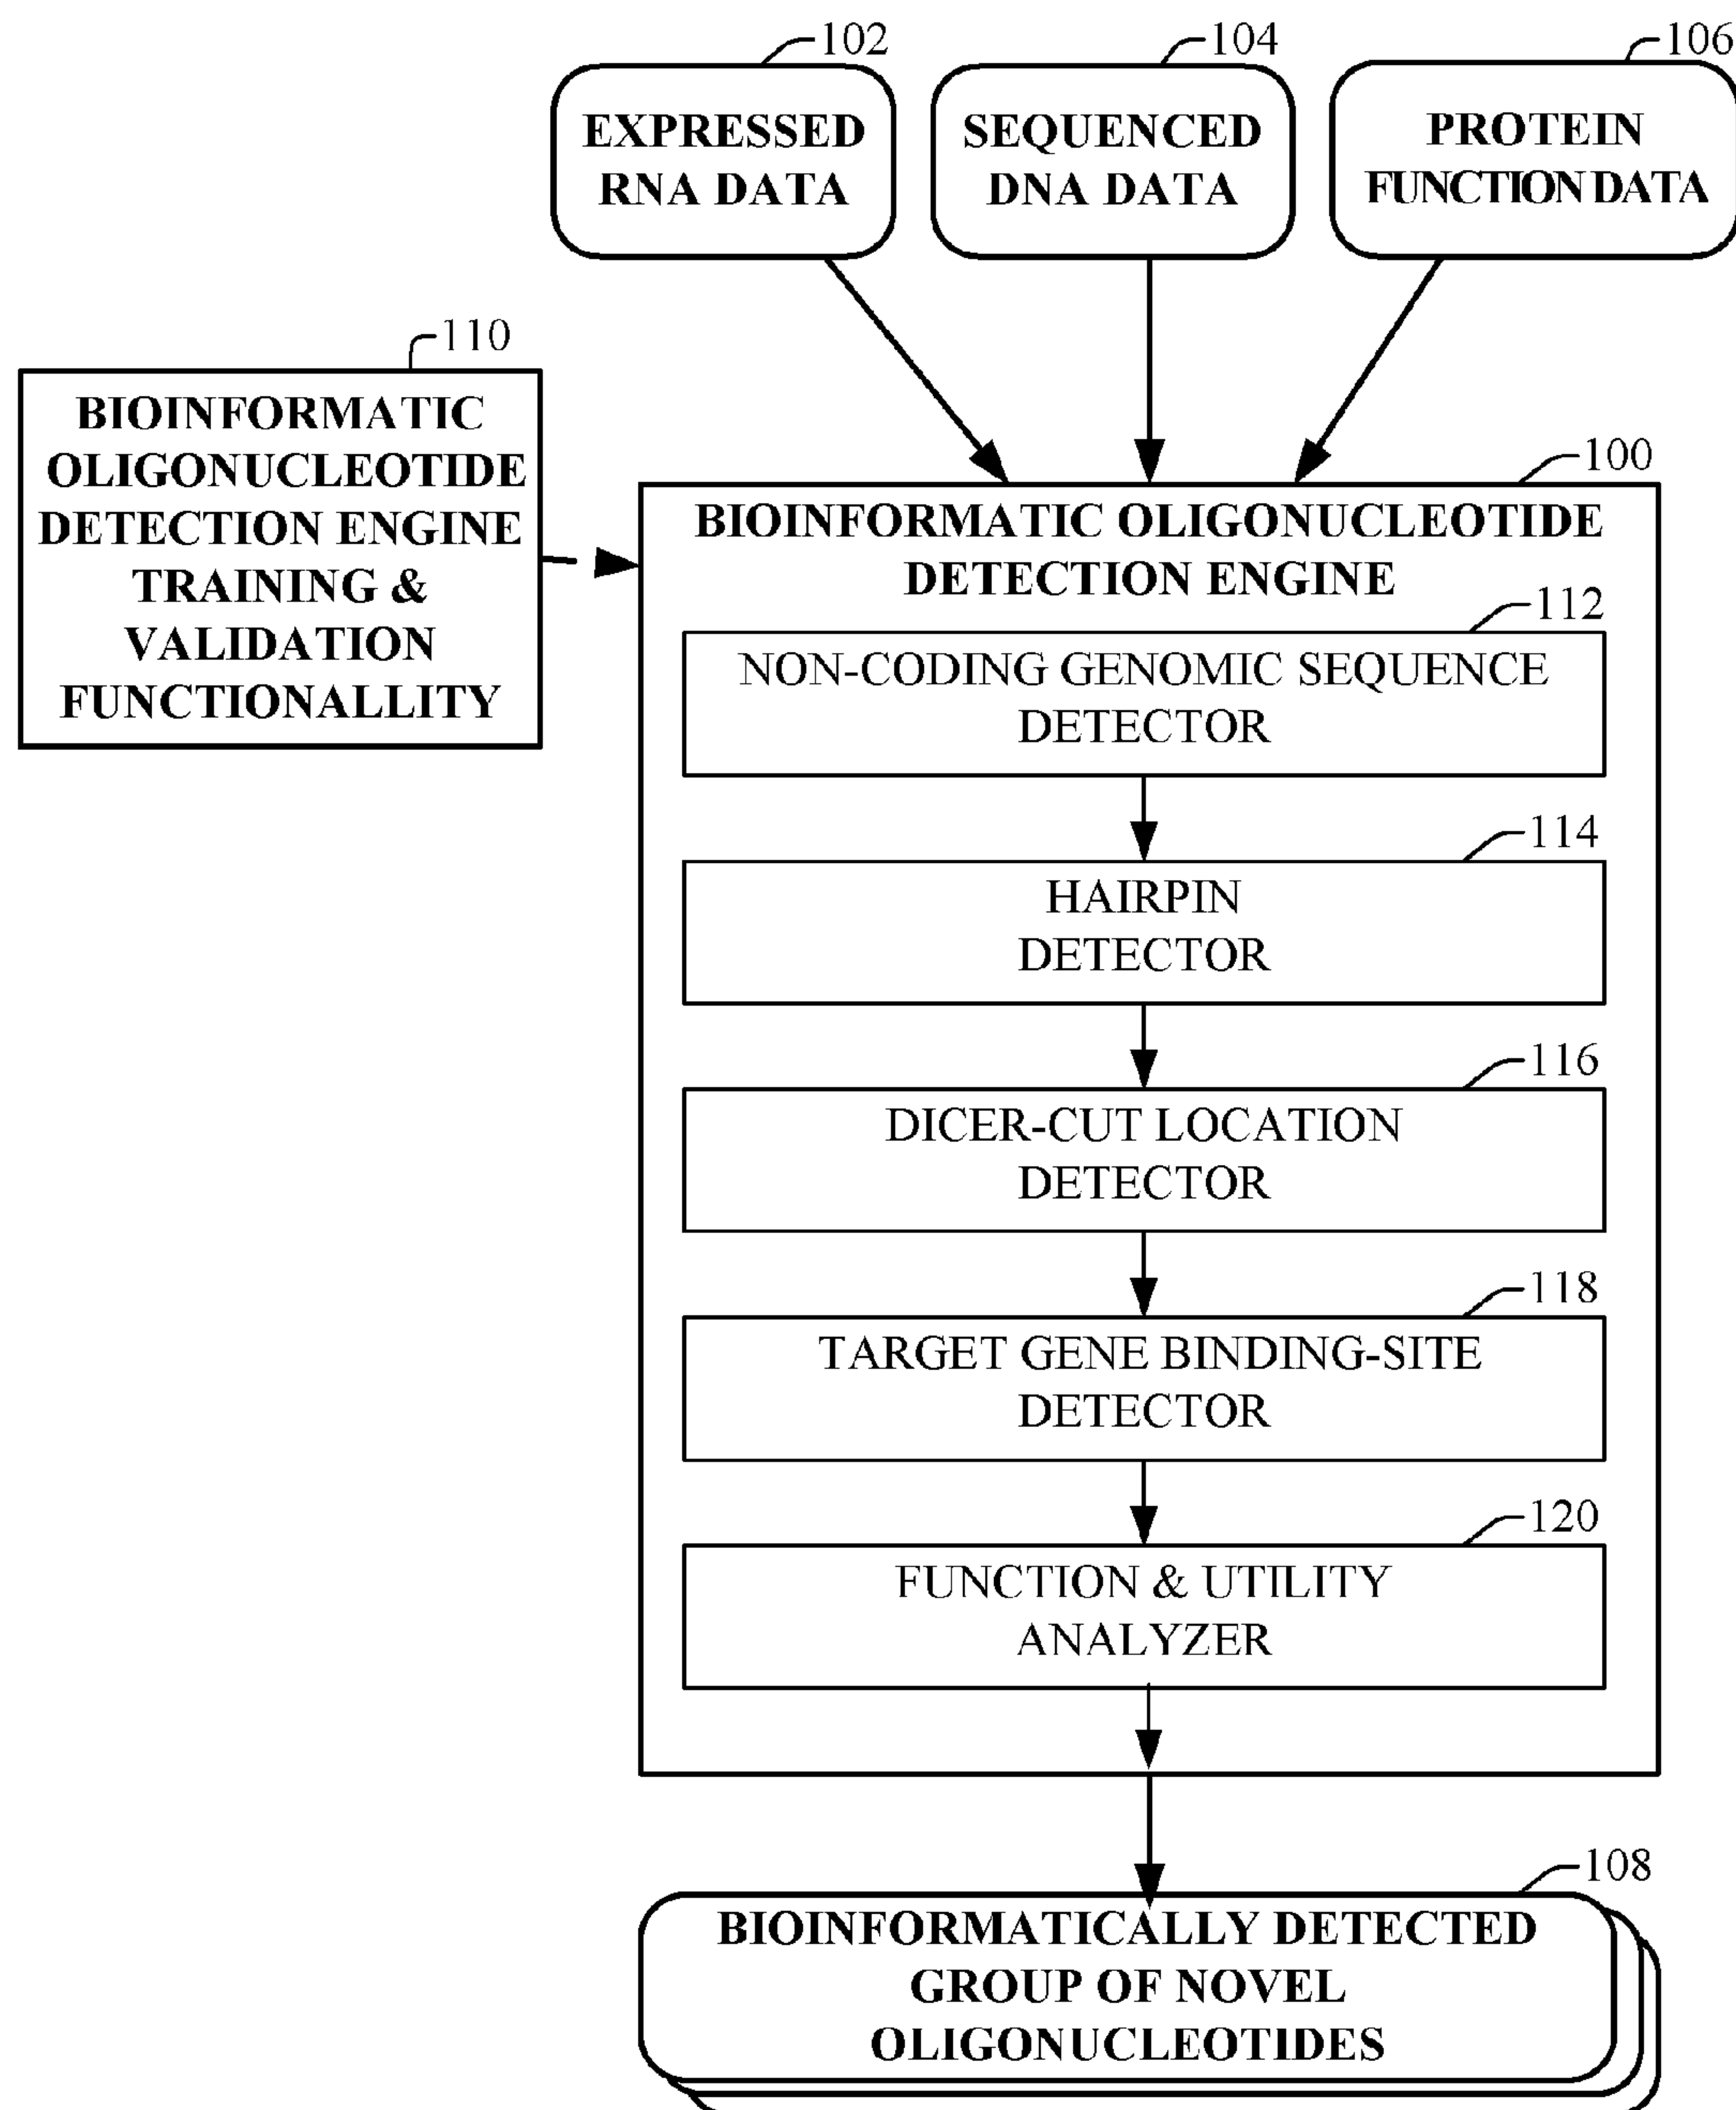 102
104
106
EXPRESSED
RNA DATA
SEQUENCED
DNA DATA
PROTEIN
FUNCTION DATA
110
BIOINFORMATIC
OLIGONUCLEOTIDE
DETECTION ENGINE
TRAINING &
VALIDATION
FUNCTIONALLITY
100
BIOINFORMATIC OLIGONUCLEOTIDE
DETECTION ENGINE
112
NON-CODING GENOMIC SEQUENCE
DETECTOR
114
HAIRPIN
DETECTOR
116
DICER-CUT LOCATION
DETECTOR
118
TARGET GENE BINDING-SITE
DETECTOR
120
FUNCTION & UTILITY
ANALYZER
108
BIOINFORMATICALLY DETECTED
GROUP OF NOVEL
OLIGONUCLEOTIDES